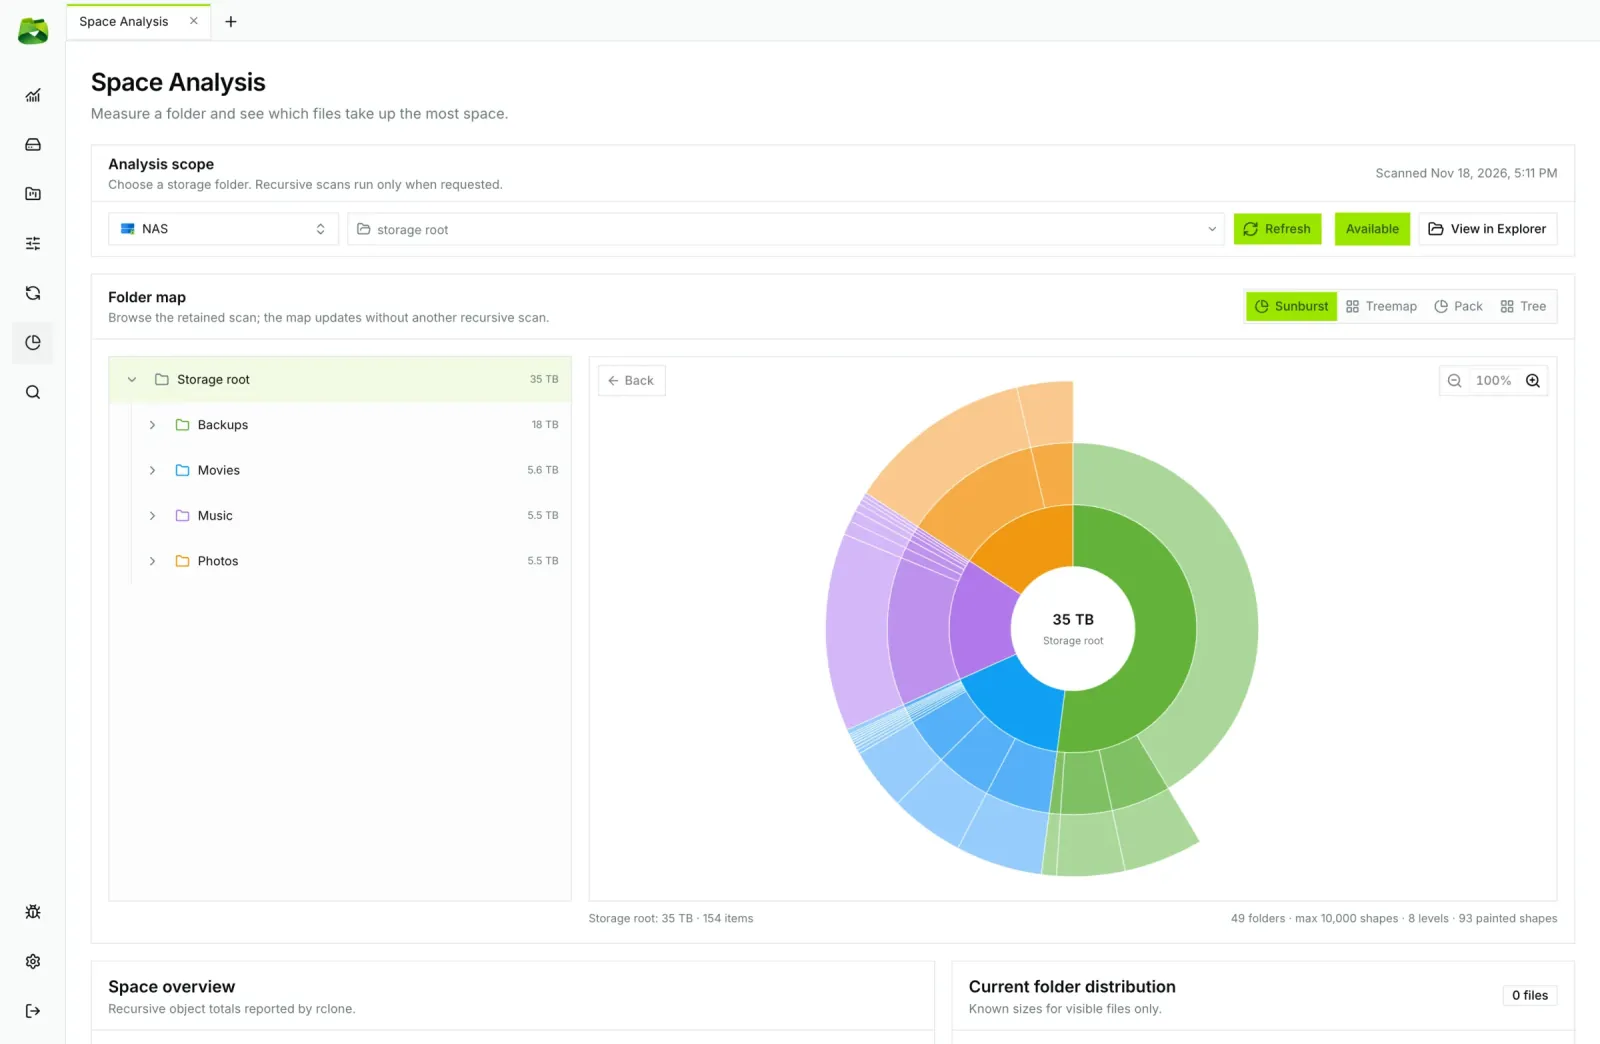 Space Analysis
Space Analysis
Measure a folder and see which files take up the most space.
Analysis scope
Choose a storage folder. Recursive scans run only when requested.
Scanned Nov 18, 2026, 5:11 PM
NAS
storage root
Refresh
Available
View in Explorer
Folder map
Browse the retained scan; the map updates without another recursive scan.
Sunburst
Treemap
Pack
Tree
Storage root
35 TB
Backups
18 TB
Movies
5.6 TB
Music
5.5 TB
Photos
5.5 TB
Back
100%
35 TB
Storage root
Storage root: 35 TB · 154 items
49 folders · max 10,000 shapes · 8 levels · 93 painted shapes
Space overview
Recursive object totals reported by rclone.
Current folder distribution
Known sizes for visible files only.
0 files